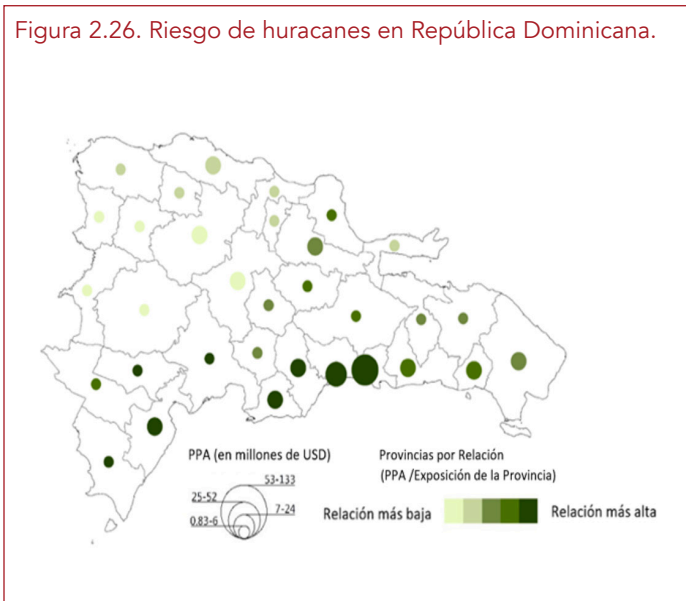 Figura 2.26. Riesgo de huracanes en República Dominicana.
PPA (en millones de USD)
53-133
25-52
7-24
0.83-6
Provincias por Relación
(PPA /Exposición de la Provincia)
Relación más baja
Relación más alta